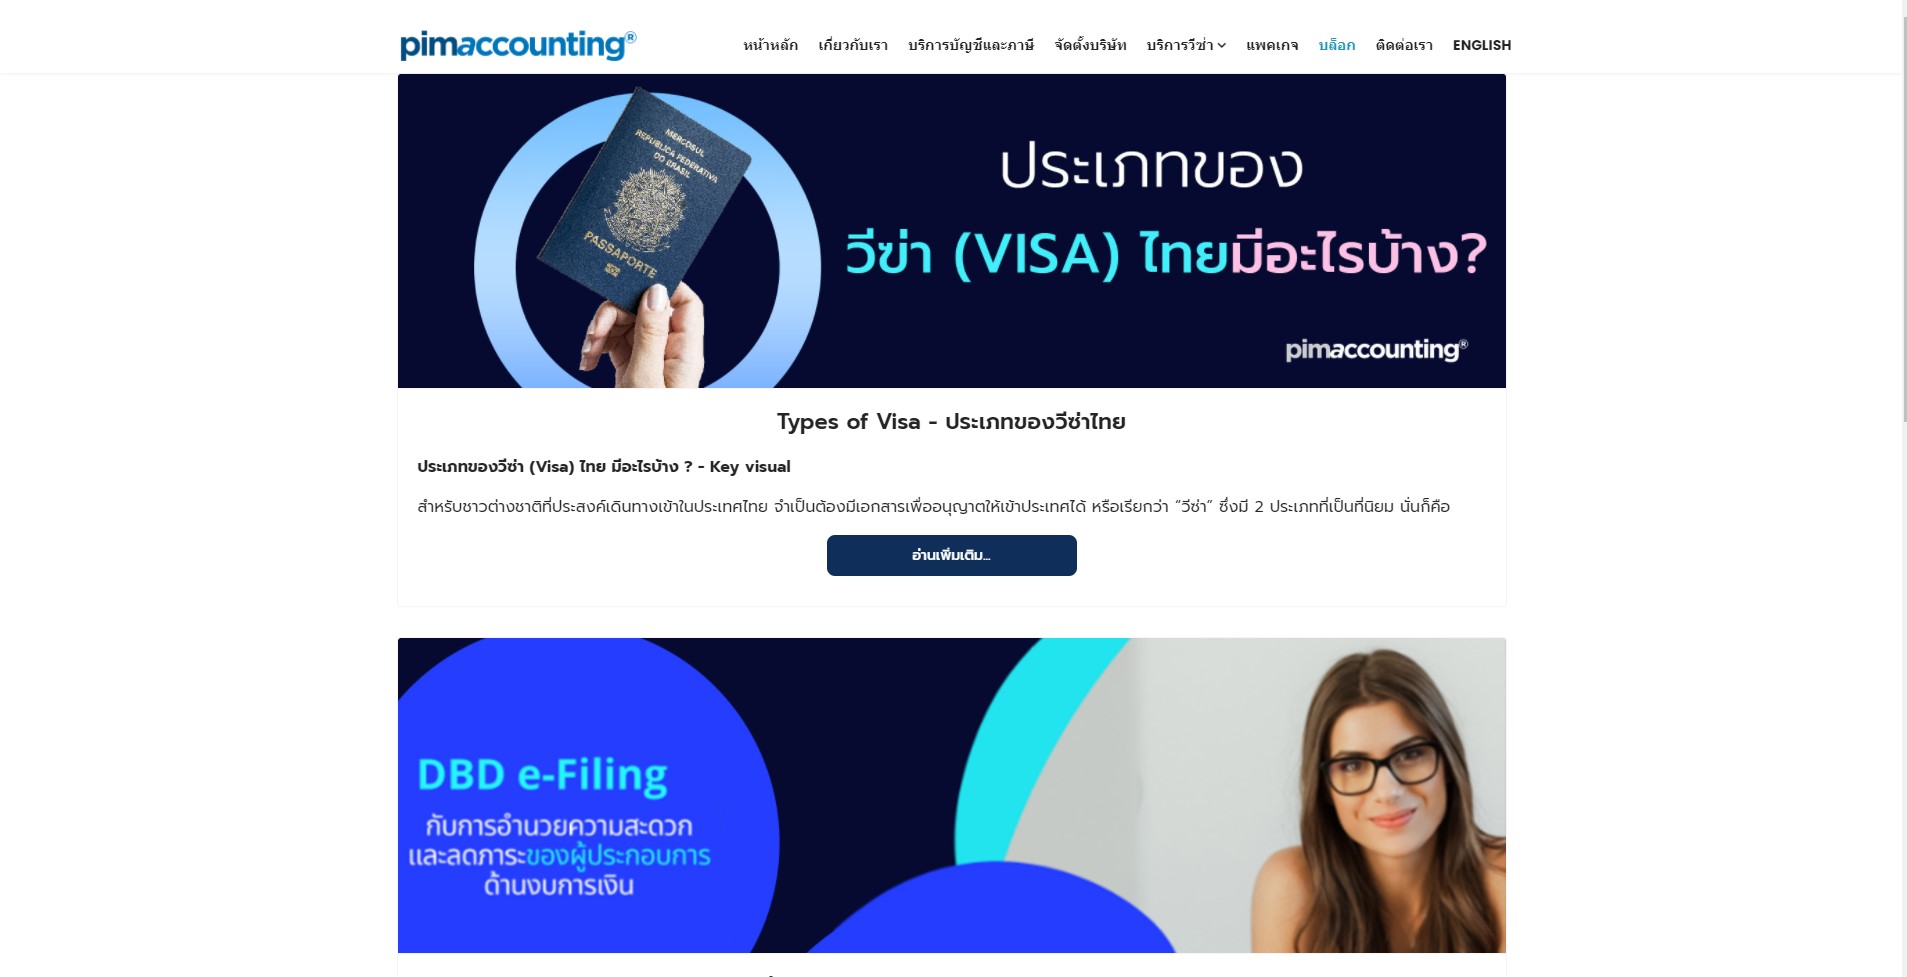 pimaccounting®
หน้าหลัก เกี่ยวกับเรา บริการบัญชีและภาษี จัดตั้งบริษัท บริการวีซ่า แพคเกจ บล็อก ติดต่อเรา ENGLISH
MERCOSUL
REPÚBLICA FEDERATIVA
DO BRASIL
PASSAPORTE
ประเภทของ
วีซ่า (VISA) ไทยมีอะไรบ้าง?
pimaccounting®
Types of Visa - ประเภทของวีซ่าไทย
ประเภทของวีซ่า (Visa) ไทย มีอะไรบ้าง ? - Key visual
สำหรับชาวต่างชาติที่ประสงค์เดินทางเข้าในประเทศไทย จำเป็นต้องมีเอกสารเพื่ออนุญาตให้เข้าประเทศได้ หรือเรียกว่า “วีซ่า” ซึ่งมี 2 ประเภทที่เป็นที่นิยม นั่นก็คือ
อ่านเพิ่มเติม...
DBD e-Filing
กับการอำนวยความสะดวก
และลดภาระของผู้ประกอบการ
ด้านงบการเงิน